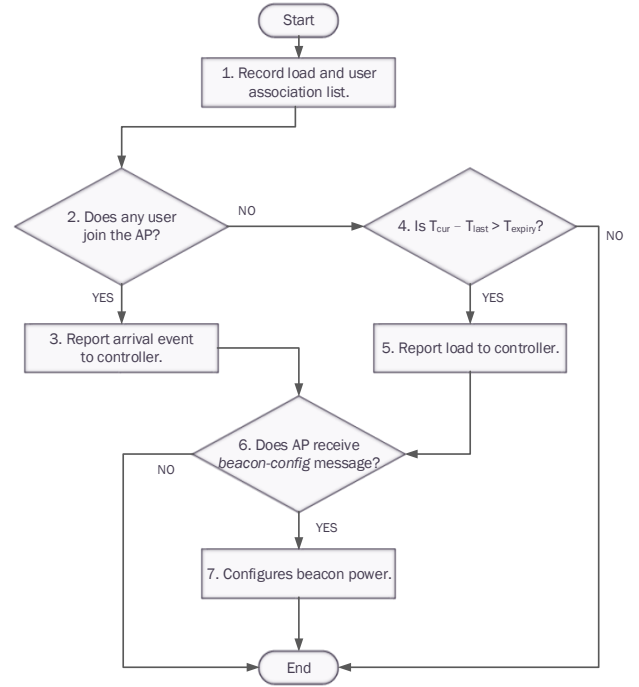 Start
1. Record load and user
association list.
2. Does any user
join the AP?
NO
4. Is Tcur – Tlast > Texpiry?
NO
YES
YES
3. Report arrival event
to controller.
5. Report load to controller.
6. Does AP receive
beacon-config message?
NO
YES
7. Configures beacon power.
End